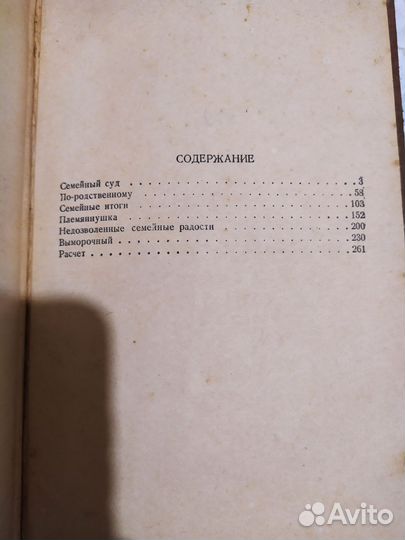 СОДЕРЖАНИЕ
Семейный суд . . . . . . . . . . . . . . . . . . . 3
По-родственному . . . . . . . . . . . . . . . . . 58
Семейные итоги . . . . . . . . . . . . . . . . . . 103
Племяннушка . . . . . . . . . . . . . . . . . . . 152
Недозволенные семейные радости . . . . . . . . . . 200
Выморочный . . . . . . . . . . . . . . . . . . . 230
Расчет . . . . . . . . . . . . . . . . . . . . . 261
Avito